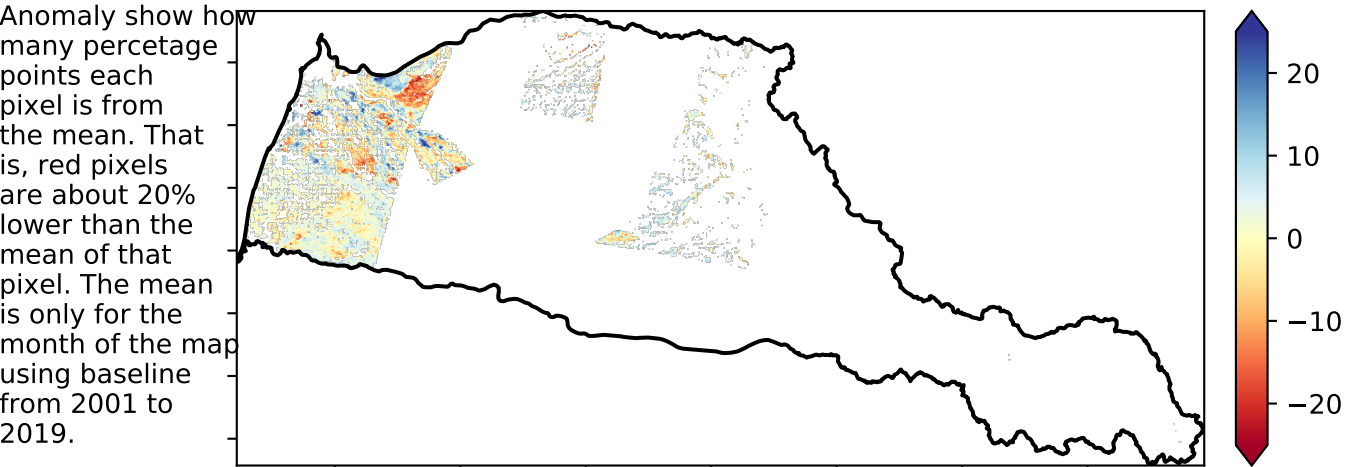 Anomaly show how
many percetage
points each
pixel is from
the mean. That
is, red pixels
are about 20%
lower than the
mean of that
pixel. The mean
is only for the
month of the map
using baseline
from 2001 to
2019.
20
10
0
−10
−20